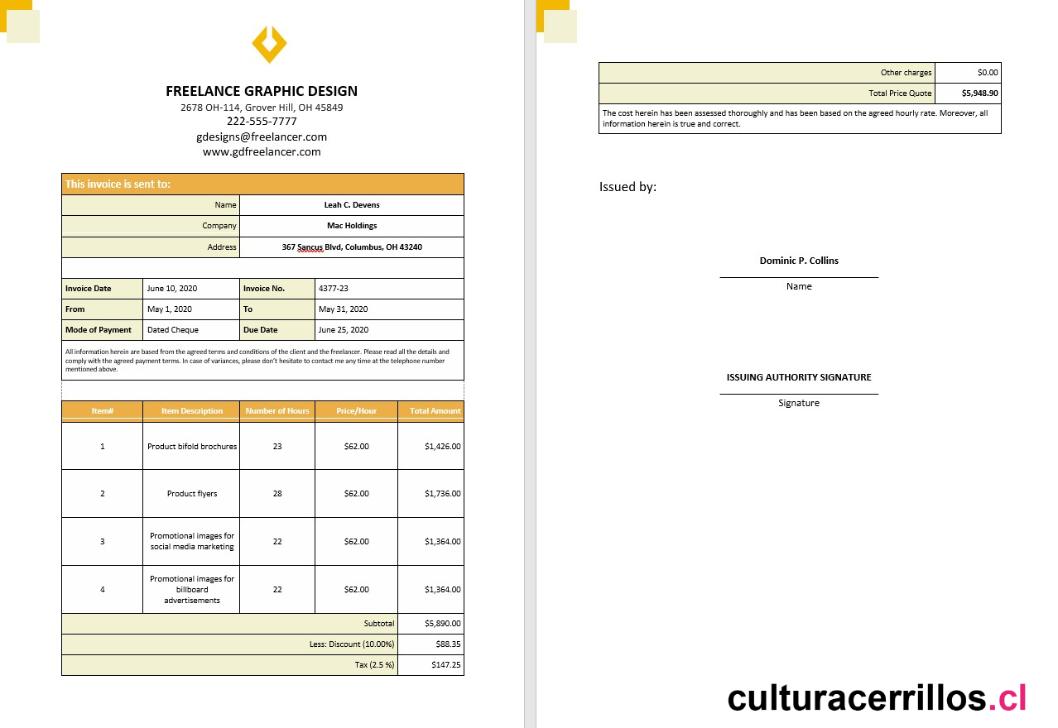 FREELANCE GRAPHIC DESIGN
2678 OH-114, Grover Hill, OH 45849
222-555-7777
gdesigns@freelancer.com
www.gdfreelancer.com
This invoice is sent to:
Name Leah C. Devens
Company Mac Holdings
Address 367 Sancus Blvd, Columbus, OH 43240
Invoice Date June 10, 2020 Invoice No. 4377-23
From May 1, 2020 To May 31, 2020
Mode of Payment Dated Cheque Due Date June 25, 2020
All information herein are based from the agreed terms and conditions of the client and the freelancer. Please read all the details and
comply with the agreed payment terms. In case of variances, please don't hesitate to contact me any time at the telephone number
mentioned above.
Item# Item Description Number of Hours Price/Hour Total Amount
1 Product bifold brochures 23 $62.00 $1,426.00
2 Product flyers 28 $62.00 $1,736.00
3 Promotional images for social media marketing 22 $62.00 $1,364.00
4 Promotional images for billboard advertisements 22 $62.00 $1,364.00
Subtotal $5,890.00
Less: Discount (10.00%) $88.35
Tax (2.5 %) $147.25
Other charges $0.00
Total Price Quote $5,948.90
The cost herein has been assessed thoroughly and has been based on the agreed hourly rate. Moreover, all
information herein is true and correct.
Issued by:
Dominic P. Collins
Name
ISSUING AUTHORITY SIGNATURE
Signature
culturacerrillos.cl